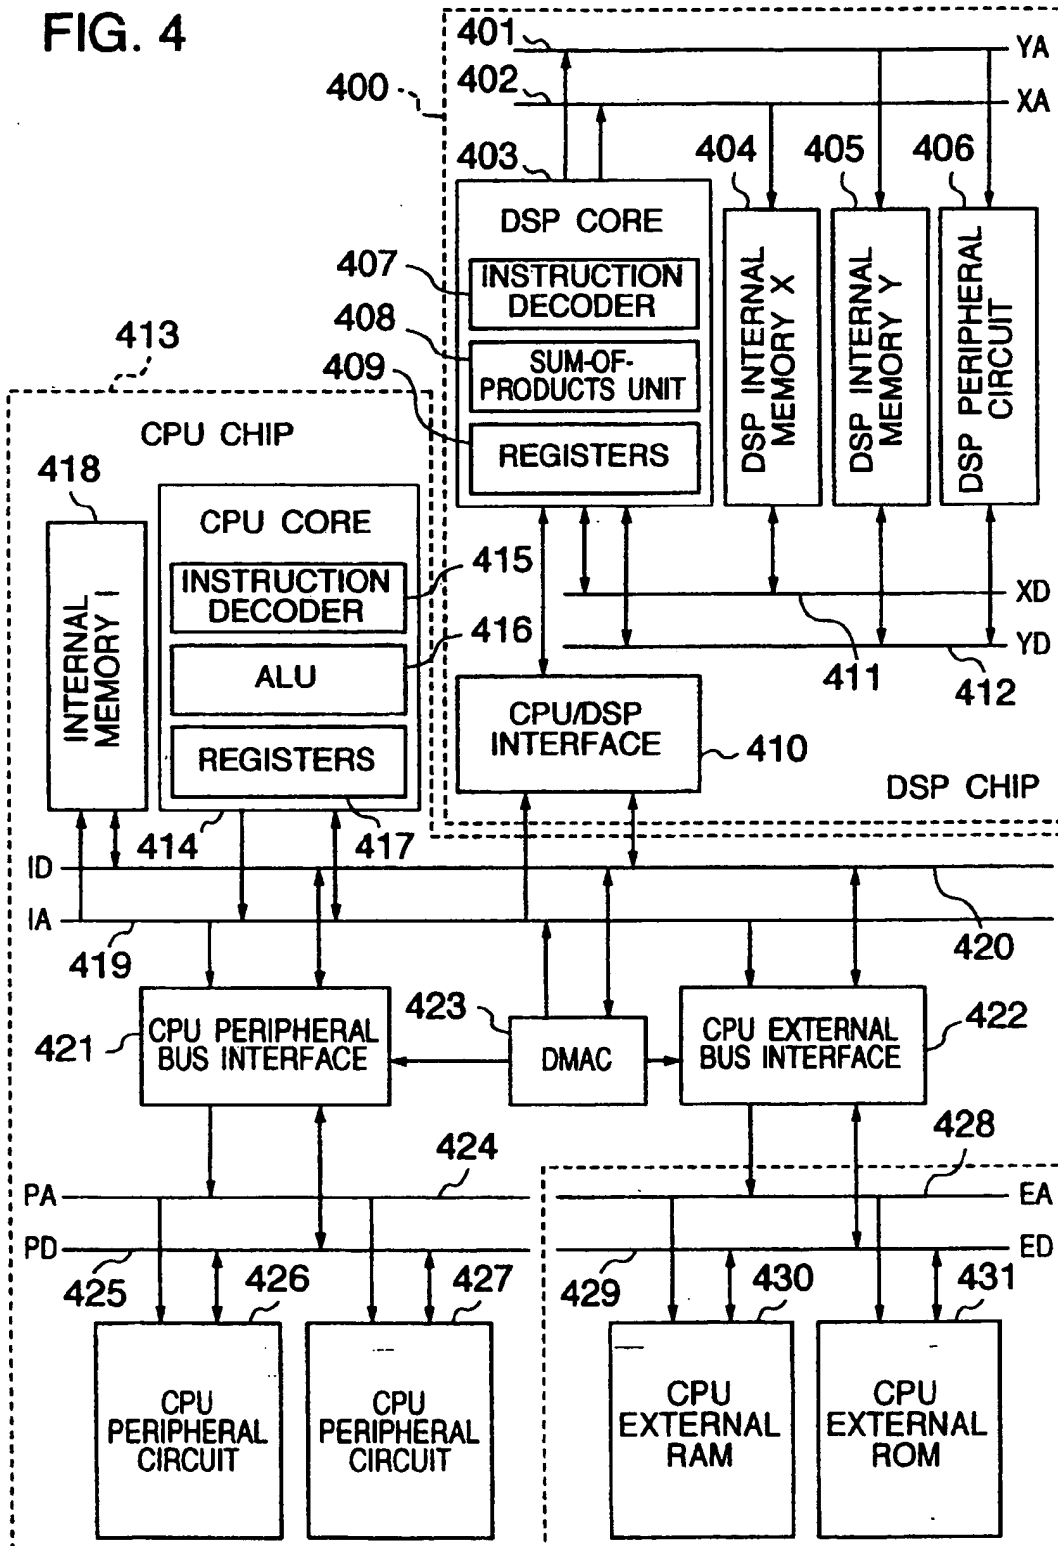 FIG. 4
401
YA
402
XA
400
403
404
405
406
DSP CORE
407
INSTRUCTION
DECODER
408
SUM-OF-
PRODUCTS UNIT
409
REGISTERS
DSP INTERNAL
MEMORY X
DSP INTERNAL
MEMORY Y
DSP PERIPHERAL
CIRCUIT
413
CPU CHIP
418
INTERNAL
MEMORY I
CPU CORE
INSTRUCTION
DECODER
415
ALU
416
REGISTERS
414
417
XD
YD
411
412
CPU/DSP
INTERFACE
410
DSP CHIP
ID
IA
419
420
421
CPU PERIPHERAL
BUS INTERFACE
423
DMAC
CPU EXTERNAL
BUS INTERFACE
422
424
428
PA
EA
PD
ED
425
426
427
429
430
431
CPU
PERIPHERAL
CIRCUIT
CPU
PERIPHERAL
CIRCUIT
CPU
EXTERNAL
RAM
CPU
EXTERNAL
ROM